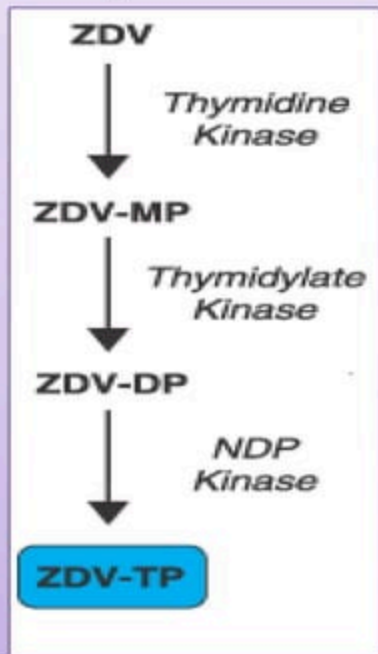 ZDV
Thymidine
Kinase
ZDV-MP
Thymidylate
Kinase
ZDV-DP
NDP
Kinase
ZDV-TP